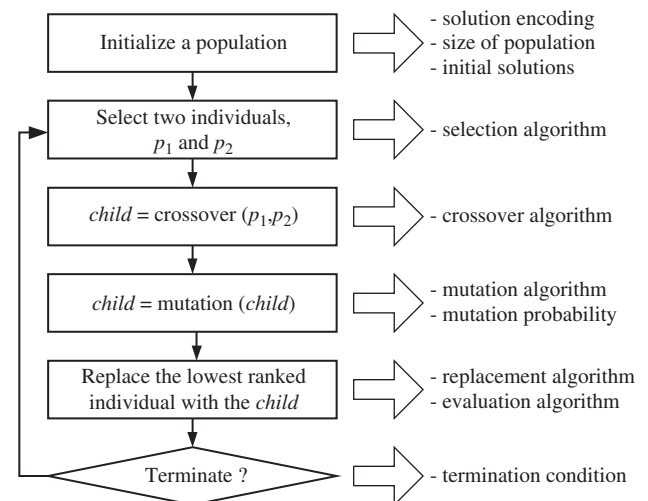 Initialize a population
- solution encoding
- size of population
- initial solutions
Select two individuals,
p1 and p2
- selection algorithm
child = crossover (p1,p2)
- crossover algorithm
child = mutation (child)
- mutation algorithm
- mutation probability
Replace the lowest ranked
individual with the child
- replacement algorithm
- evaluation algorithm
Terminate ?
- termination condition